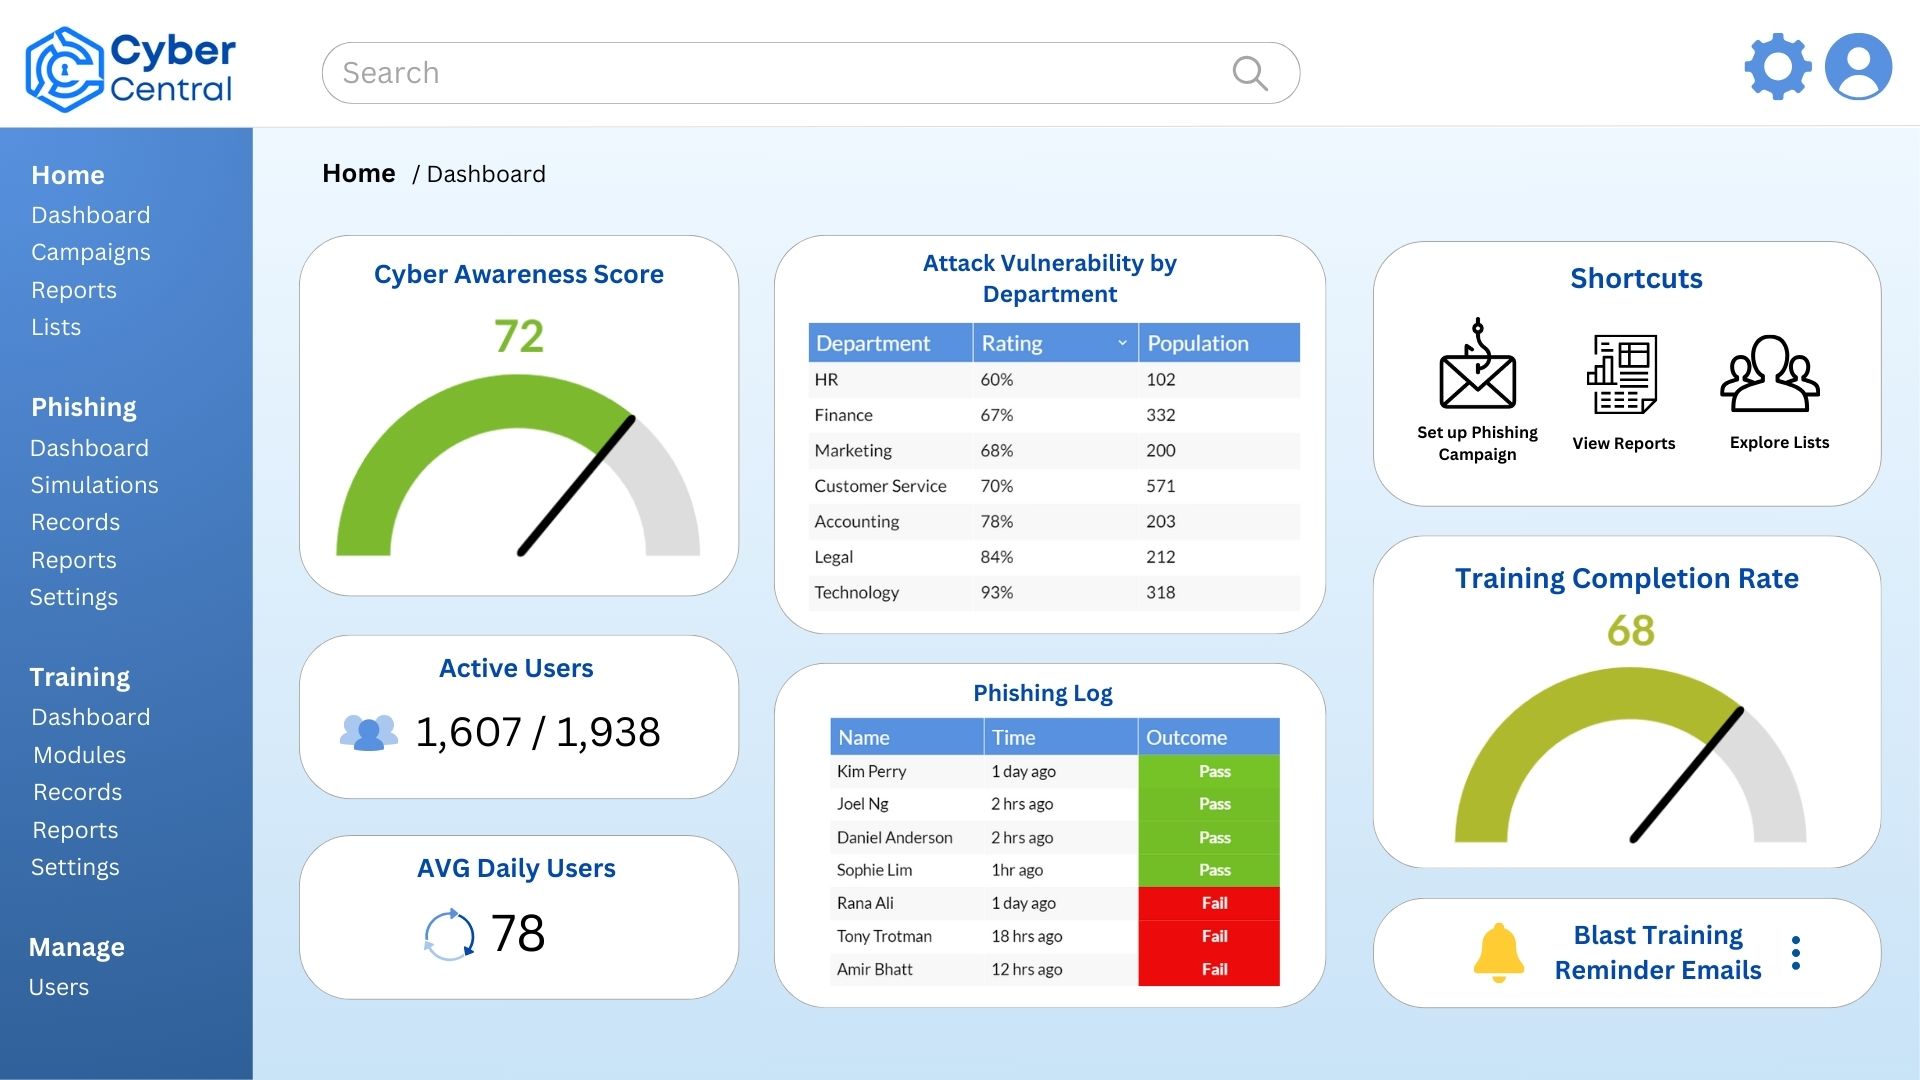 Cyber
Central
Search
Home
Dashboard
Campaigns
Reports
Lists
Phishing
Dashboard
Simulations
Records
Reports
Settings
Training
Dashboard
Modules
Records
Reports
Settings
Manage
Users
Home / Dashboard
Cyber Awareness Score
72
Active Users
1,607 / 1,938
AVG Daily Users
78
Attack Vulnerability by
Department
Department Rating Population
HR 60% 102
Finance 67% 332
Marketing 68% 200
Customer Service 70% 571
Accounting 78% 203
Legal 84% 212
Technology 93% 318
Phishing Log
Name Time Outcome
Kim Perry 1 day ago Pass
Joel Ng 2 hrs ago Pass
Daniel Anderson 2 hrs ago Pass
Sophie Lim 1hr ago Pass
Rana Ali 1 day ago Fail
Tony Trotman 18 hrs ago Fail
Amir Bhatt 12 hrs ago Fail
Shortcuts
Set up Phishing
Campaign
View Reports
Explore Lists
Training Completion Rate
68
Blast Training
Reminder Emails